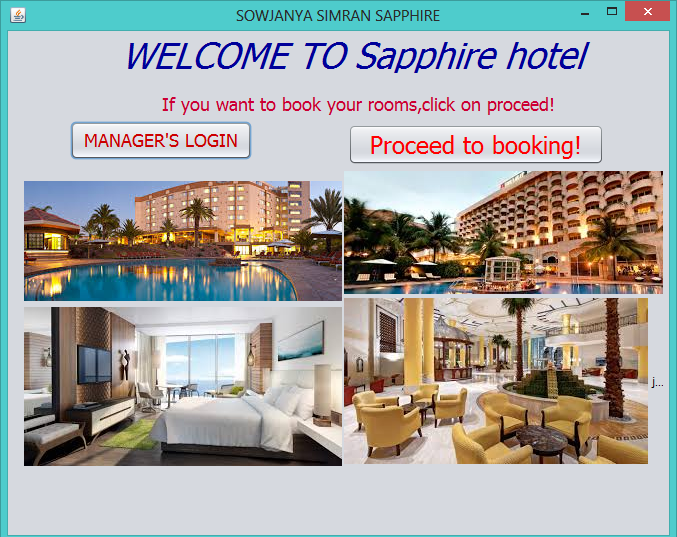 SOWJANYA SIMRAN SAPPHIRE
WELCOME TO Sapphire hotel
If you want to book your rooms,click on proceed!
MANAGER'S LOGIN
Proceed to booking!
j...